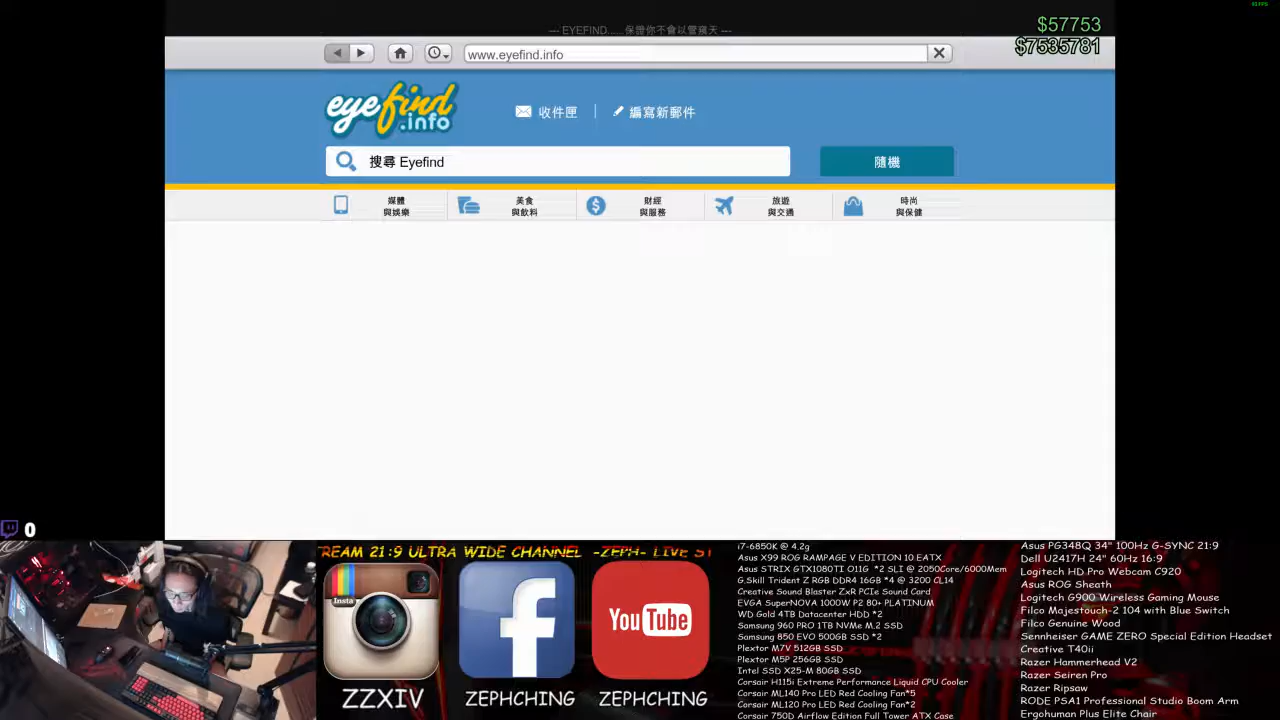 61 FPS
--- EYEFIND......保證你不會以管窺天 ---
$57753
$7535781
www.eyefind.info
eyefind
.info
收件匣
編寫新郵件
搜尋 Eyefind
隨機
媒體
與娛樂
美食
與飲料
財經
與服務
旅遊
與交通
時尚
與保健
0
TREAM 21:9 ULTRA WIDE CHANNEL -ZEPH- LIVE ST
Insta
ZZXIV
f
ZEPHCHING
YouTube
ZEPHCHING
i7-6850K @ 4.2g
Asus X99 ROG RAMPAGE V EDITION 10 EATX
Asus STRIX GTX1080TI O11G *2 SLI @ 2050Core/6000Mem
G.Skill Trident Z RGB DDR4 16GB *4 @ 3200 CL14
Creative Sound Blaster ZxR PCIe Sound Card
EVGA SuperNOVA 1000W P2 80+ PLATINUM
WD Gold 4TB Datacenter HDD *2
Samsung 960 PRO 1TB NVMe M.2 SSD
Samsung 850 EVO 500GB SSD *2
Plextor M7V 512GB SSD
Plextor M5P 256GB SSD
Intel SSD X25-M 80GB SSD
Corsair H115i Extreme Performance Liquid CPU Cooler
Corsair ML140 Pro LED Red Cooling Fan*5
Corsair ML120 Pro LED Red Cooling Fan*2
Corsair 750D Airflow Edition Full Tower ATX Case
Asus PG348Q 34" 100Hz G-SYNC 21:9
Dell U2417H 24" 60Hz 16:9
Logitech HD Pro Webcam C920
Asus ROG Sheath
Logitech G900 Wireless Gaming Mouse
Filco Majestouch-2 104 with Blue Switch
Filco Genuine Wood
Sennheiser GAME ZERO Special Edition Headset
Creative T40ii
Razer Hammerhead V2
Razer Seiren Pro
Razer Ripsaw
RODE PSA1 Professional Studio Boom Arm
Ergohuman Plus Elite Chair